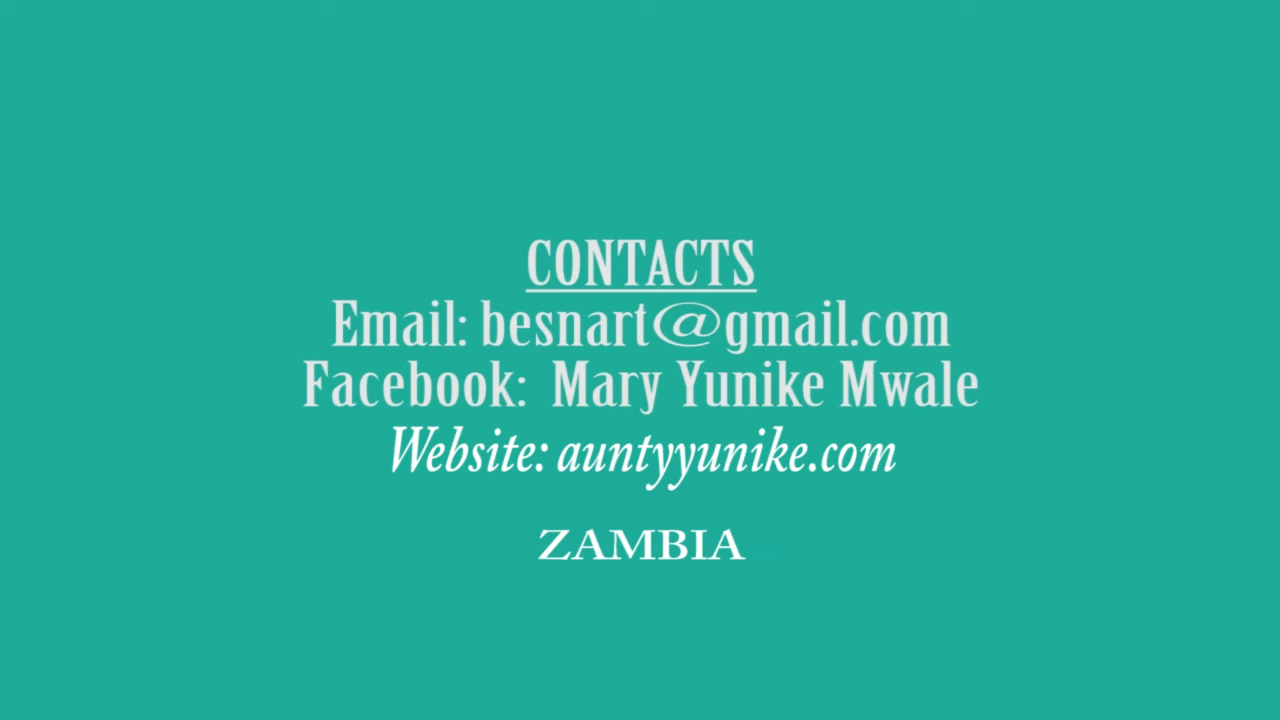 CONTACTS
Email: besnart@gmail.com
Facebook: Mary Yunike Mwale
Website: auntyyunike.com
ZAMBIA